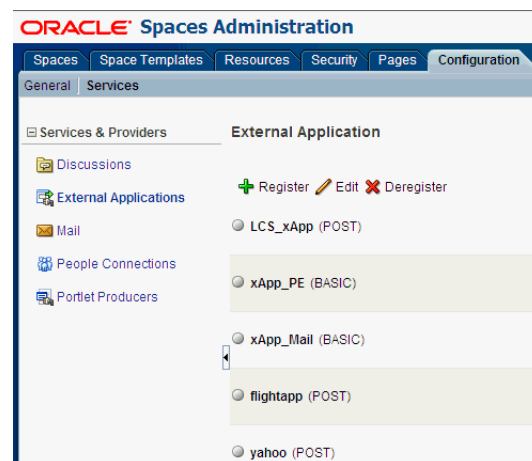 ORACLE Spaces Administration
Spaces Space Templates Resources Security Pages Configuration
General Services
Services & Providers
Discussions
External Applications
Mail
People Connections
Portlet Producers
External Application
Register Edit Deregister
LCS_xApp (POST)
xApp_PE (BASIC)
xApp_Mail (BASIC)
flightapp (POST)
yahoo (POST)